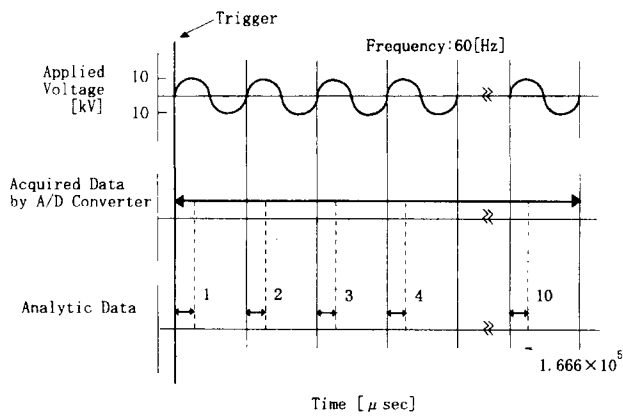 Trigger
Frequency:60[Hz]
Applied
Voltage
[kV]
10
10
Acquired Data
by A/D Converter
Analytic Data
1
2
3
4
10
1.666×10⁵
Time [μsec]